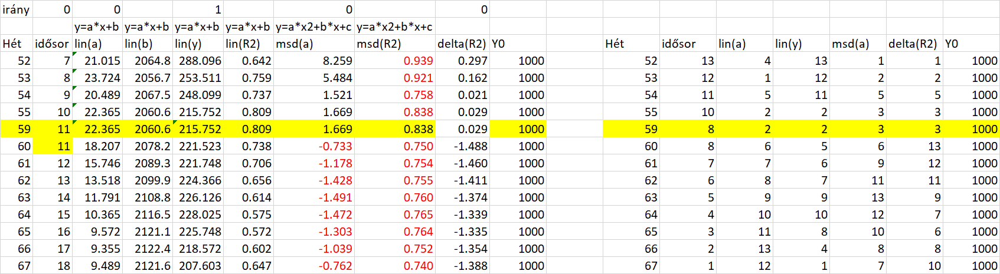 irány 0 0 1 0 0
y=a*x+b y=a*x+b y=a*x+b y=a*x+b y=a*x2+b*x+c y=a*x2+b*x+c
Hét idősor lin(a) lin(b) lin(y) lin(R2) msd(a) msd(R2) delta(R2) Y0 Hét idősor lin(a) lin(y) msd(a) delta(R2) Y0
52 7 21.015 2064.8 288.096 0.642 8.259 0.939 0.297 1000 52 13 4 13 1 1 1000
53 8 23.724 2056.7 253.511 0.759 5.484 0.921 0.162 1000 53 12 1 12 2 2 1000
54 9 20.489 2067.5 248.099 0.737 1.521 0.758 0.021 1000 54 11 5 11 5 5 1000
55 10 22.365 2060.6 215.752 0.809 1.669 0.838 0.029 1000 55 10 2 2 3 3 1000
59 11 22.365 2060.6 215.752 0.809 1.669 0.838 0.029 1000 59 8 2 2 3 3 1000
60 11 18.207 2078.2 221.523 0.738 -0.733 0.750 -1.488 1000 60 8 6 5 6 13 1000
61 12 15.746 2089.3 221.748 0.706 -1.178 0.754 -1.460 1000 61 7 7 6 9 12 1000
62 13 13.518 2099.9 224.366 0.656 -1.428 0.755 -1.411 1000 62 6 8 7 11 11 1000
63 14 11.791 2108.8 226.126 0.614 -1.491 0.760 -1.374 1000 63 5 9 9 13 9 1000
64 15 10.365 2116.5 228.025 0.575 -1.472 0.765 -1.339 1000 64 4 10 10 12 7 1000
65 16 9.572 2121.1 225.748 0.572 -1.303 0.764 -1.335 1000 65 3 11 8 10 6 1000
66 17 9.355 2122.4 218.572 0.602 -1.039 0.752 -1.354 1000 66 2 13 4 8 8 1000
67 18 9.489 2121.6 207.603 0.647 -0.762 0.740 -1.388 1000 67 1 12 1 7 10 1000